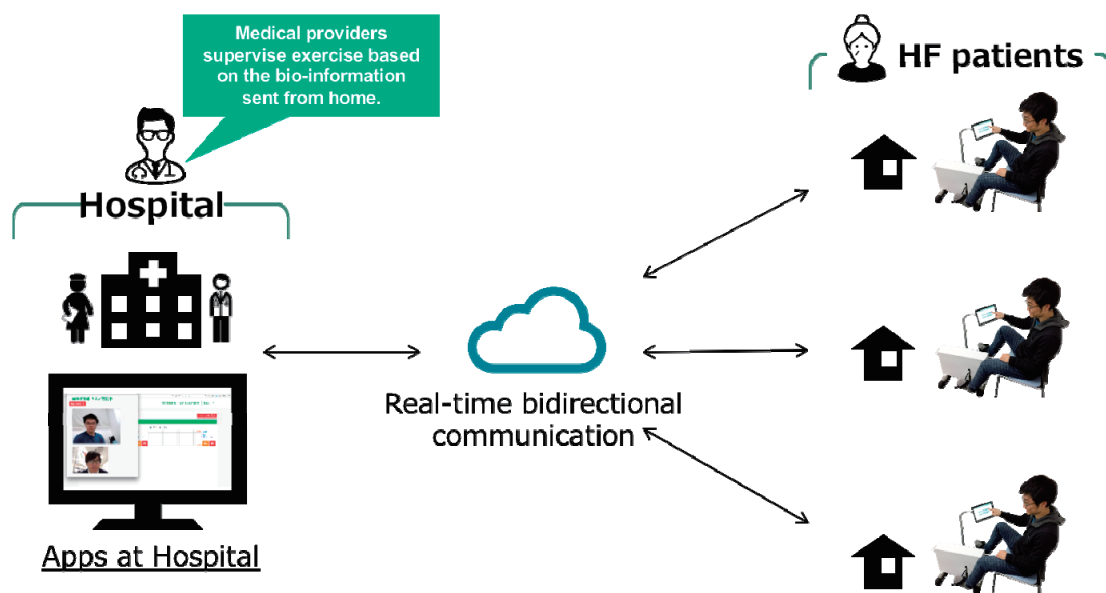 Medical providers
supervise exercise based
on the bio-information
sent from home.
Hospital
HF patients
Real-time bidirectional
communication
Apps at Hospital